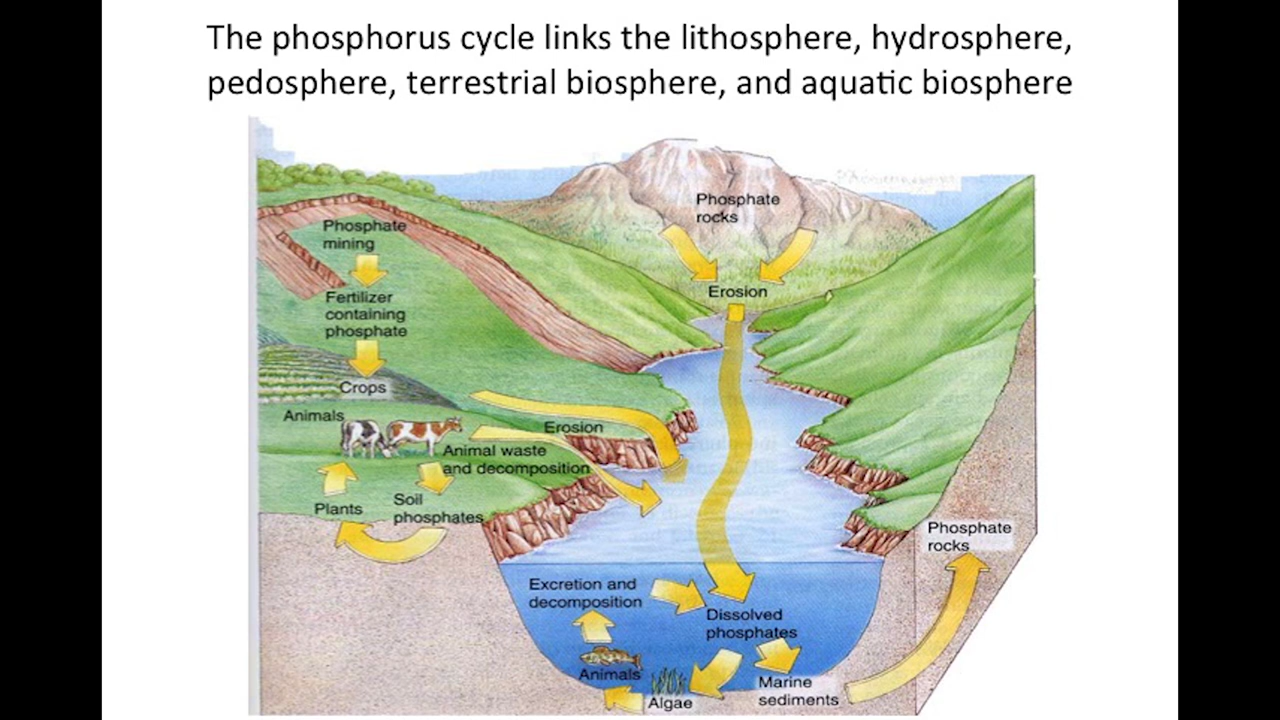 The phosphorus cycle links the lithosphere, hydrosphere,
pedosphere, terrestrial biosphere, and aquatic biosphere
Phosphate
rocks
Phosphate
mining
Erosion
Fertilizer
containing
phosphate
Crops
Animals
Erosion
Animal waste
and decomposition
Plants
Soil
phosphates
Phosphate
rocks
Excretion and
decomposition
Dissolved
phosphates
Animals
Algae
Marine
sediments